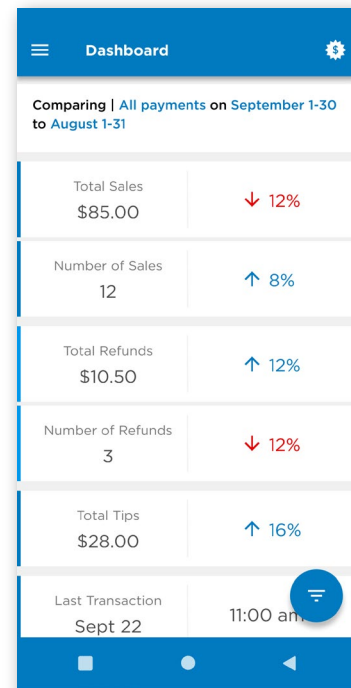 Dashboard
$
Comparing | All payments on September 1-30
to August 1-31
Total Sales
$85.00
12%
Number of Sales
12
8%
Total Refunds
$10.50
12%
Number of Refunds
3
12%
Total Tips
$28.00
16%
Last Transaction
Sept 22
11:00 am